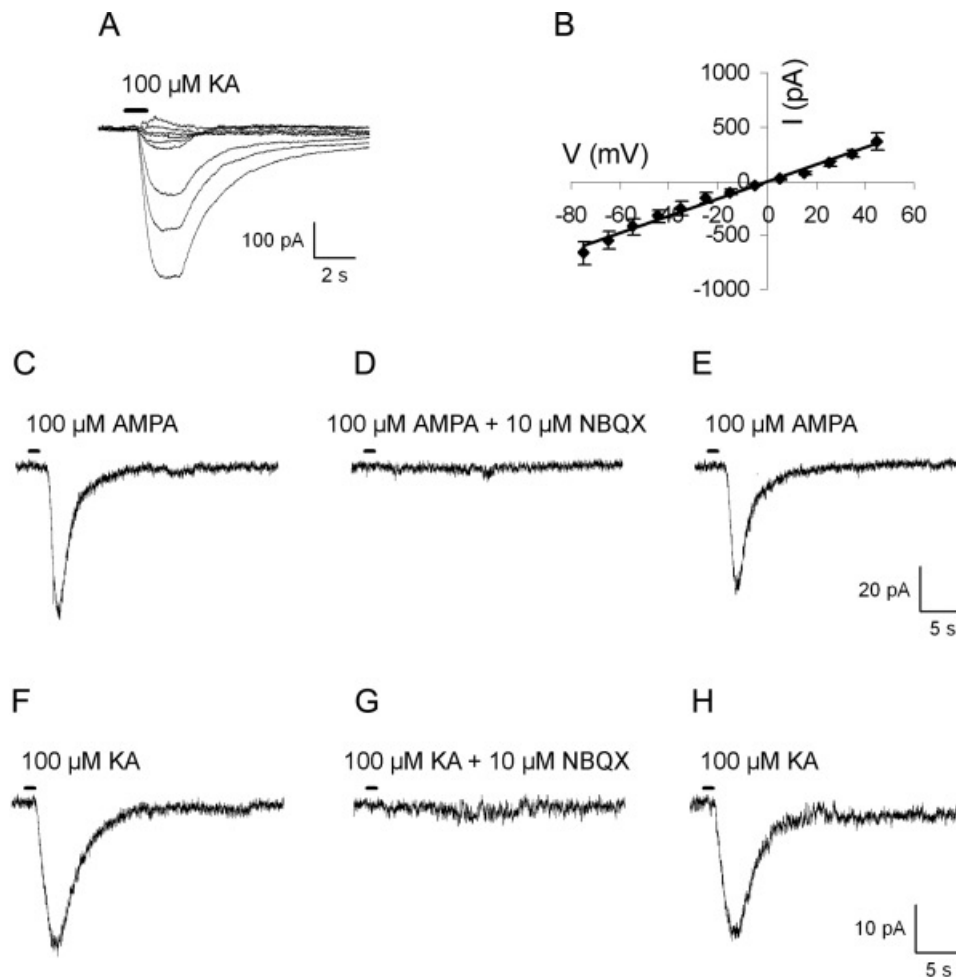 A
100 µM KA
100 pA
2 s
B
1000
500
0
-500
-1000
I (pA)
V (mV)
-80 -60 -40 -20 0 20 40 60
C
100 µM AMPA
D
100 µM AMPA + 10 µM NBQX
E
100 µM AMPA
20 pA
5 s
F
100 µM KA
G
100 µM KA + 10 µM NBQX
H
100 µM KA
10 pA
5 s